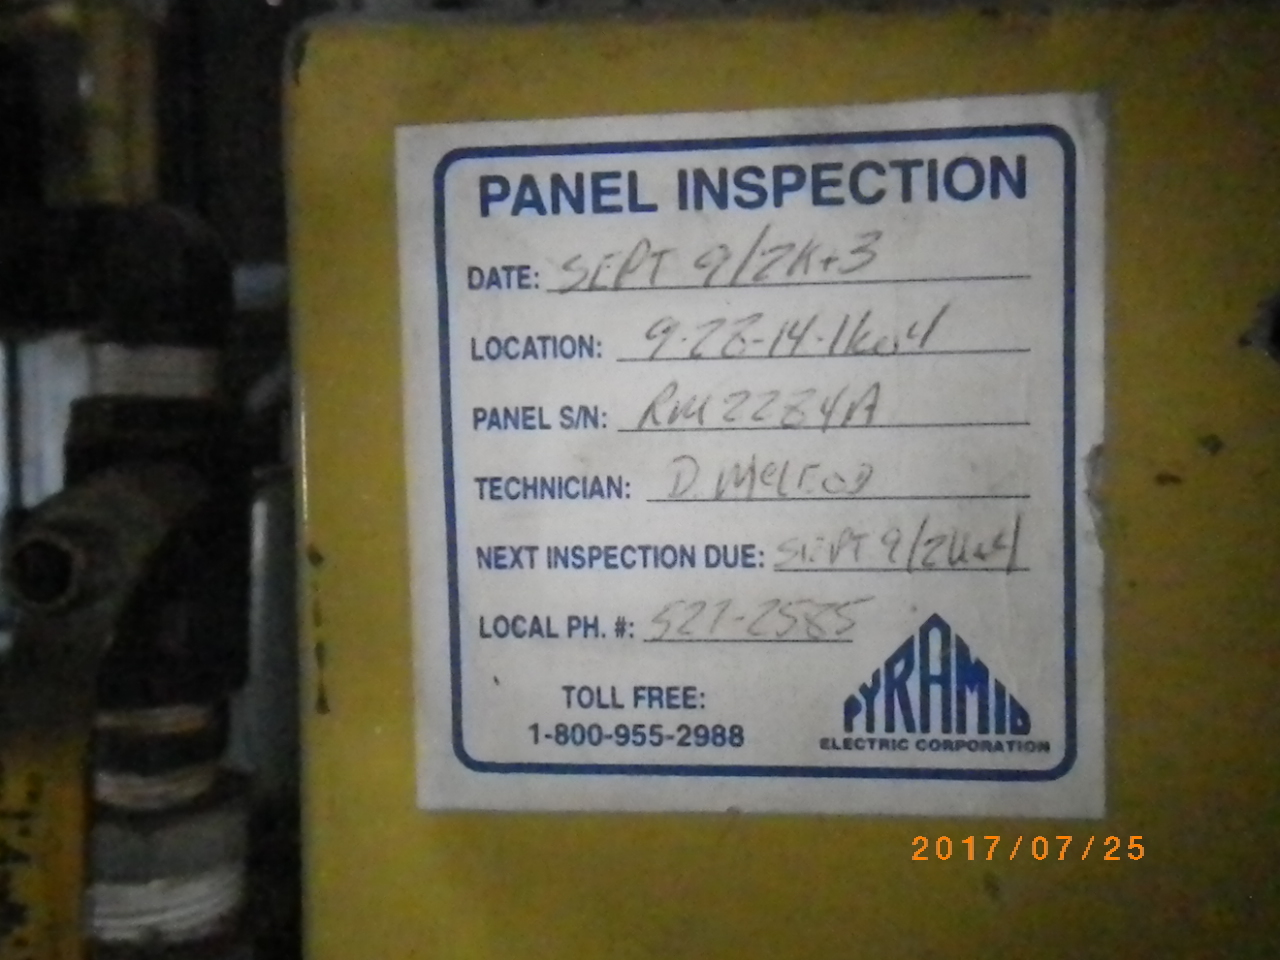 PANEL INSPECTION
DATE: SEPT 9/2K+3
LOCATION: 9-28-14-1W4
PANEL S/N: RM2284A
TECHNICIAN: D. McLEOD
NEXT INSPECTION DUE: SEPT 9/2K+4
LOCAL PH. #: 527-2585
TOLL FREE:
1-800-955-2988
PYRAMID
ELECTRIC CORPORATION
2017/07/25